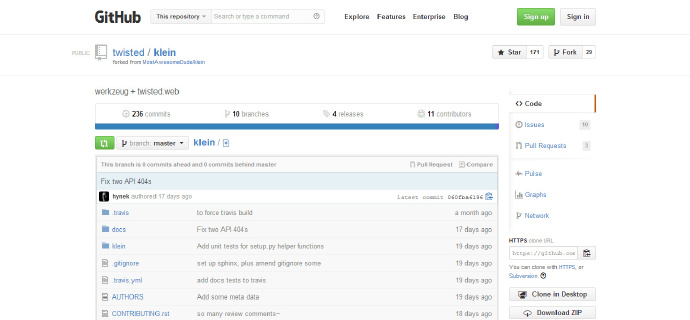 GitHub This repository Search or type a command Explore Features Enterprise Blog Sign up Sign in
PUBLIC twisted / klein Star 171 Fork 29
forked from MostAwesomeDude/klein
werkzeug + twisted.web
236 commits 10 branches 4 releases 11 contributors
branch: master klein /
This branch is 0 commits ahead and 0 commits behind master Pull Request Compare
Fix two API 404s
hynek authored 17 days ago latest commit 060fba6196
.travis to force travis build a month ago
docs Fix two API 404s 17 days ago
klein Add unit tests for setup.py helper functions 19 days ago
.gitignore set up sphinx, plus amend gitignore some 19 days ago
.travis.yml add docs tests to travis 19 days ago
AUTHORS Add some meta data 19 days ago
CONTRIBUTING.rst so many review comments~ 18 days ago
Code
Issues 10
Pull Requests 3
Pulse
Graphs
Network
HTTPS clone URL
https://github.com
You can clone with HTTPS, or
Subversion.
Clone in Desktop
Download ZIP